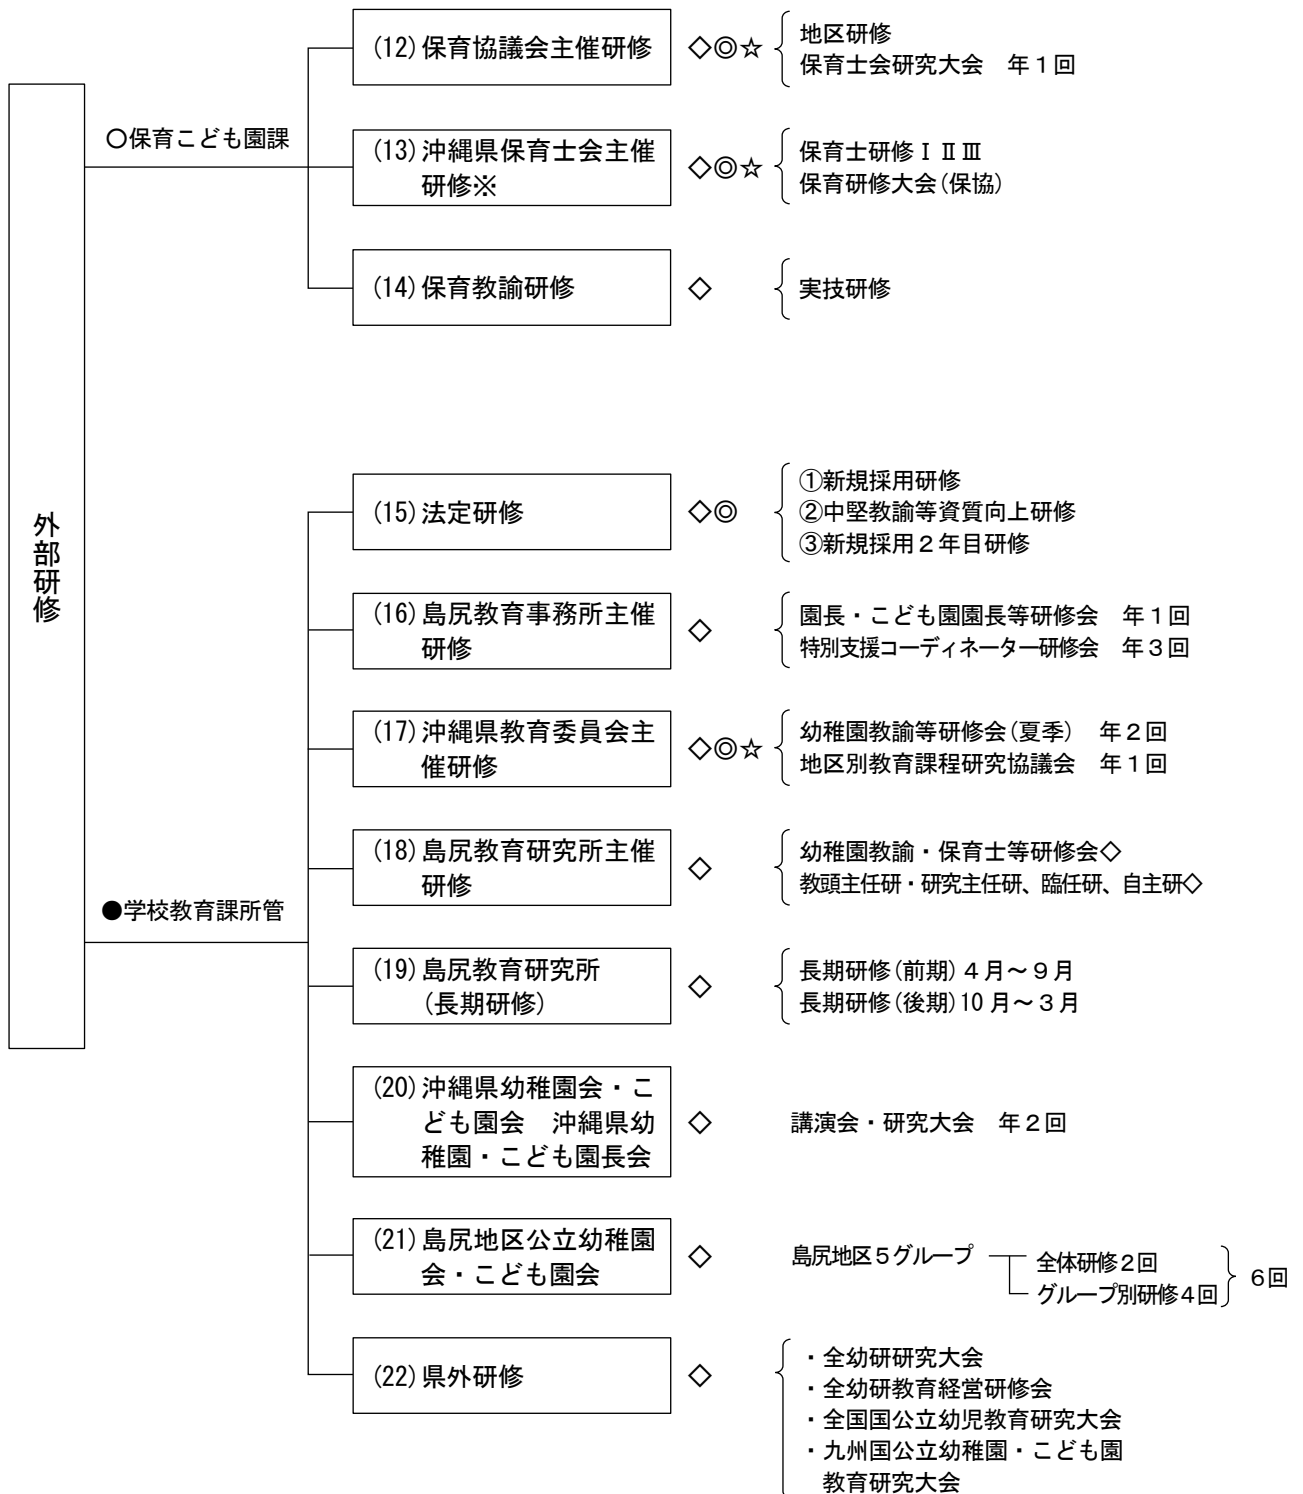 外部研修
〇保育こども園課
(12) 保育協議会主催研修
◇◎☆
地区研修
保育士会研究大会　年１回
(13) 沖縄県保育士会主催
研修※
◇◎☆
保育士研修ⅠⅡⅢ
保育研修大会(保協)
(14) 保育教諭研修
◇
実技研修
●学校教育課所管
(15) 法定研修
◇◎
①新規採用研修
②中堅教諭等資質向上研修
③新規採用２年目研修
(16) 島尻教育事務所主催
研修
◇
園長・こども園園長等研修会　年１回
特別支援コーディネーター研修会　年３回
(17) 沖縄県教育委員会主
催研修
◇◎☆
幼稚園教諭等研修会(夏季)　年２回
地区別教育課程研究協議会　年１回
(18) 島尻教育研究所主催
研修
◇
幼稚園教諭・保育士等研修会◇
教頭主任研・研究主任研、臨任研、自主研◇
(19) 島尻教育研究所
(長期研修)
◇
長期研修(前期)４月～９月
長期研修(後期)10月～３月
(20) 沖縄県幼稚園会・こ
ども園会　沖縄県幼
稚園・こども園長会
◇
講演会・研究大会　年２回
(21) 島尻地区公立幼稚園
会・こども園会
◇
島尻地区５グループ
全体研修２回
グループ別研修４回
６回
(22) 県外研修
◇
・全幼研研究大会
・全幼研教育経営研修会
・全国国公立幼児教育研究大会
・九州国公立幼稚園・こども園
教育研究大会